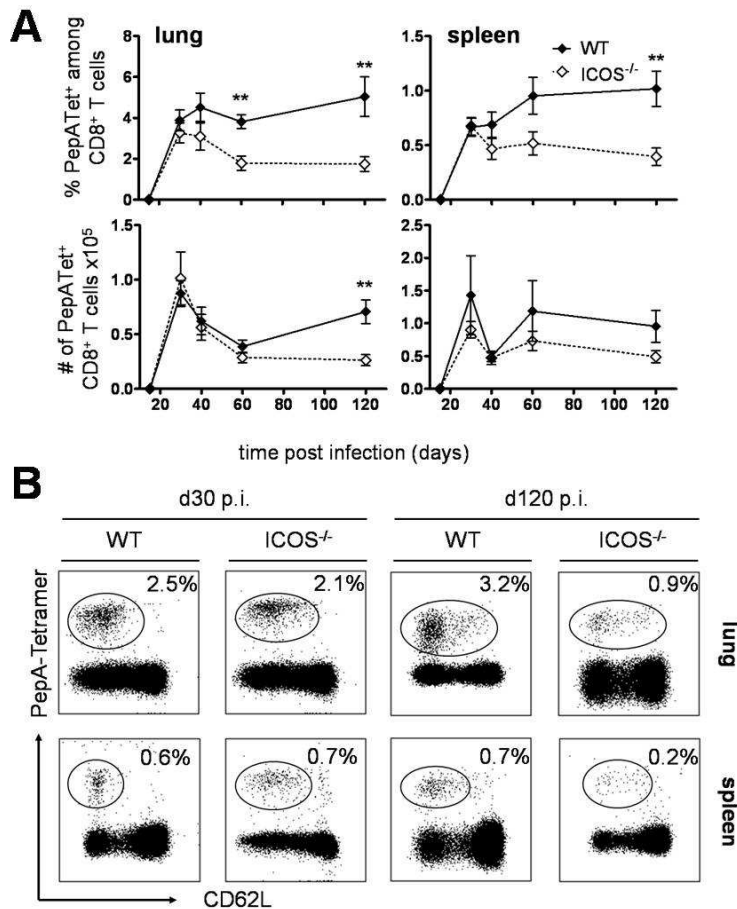 A
lung
spleen
WT
ICOS-/-
% PepATet+ among
CD8+ T cells
8
6
4
2
0
**
**
1.5
1.0
0.5
0.0
**
# of PepATet+
CD8+ T cells x10^5
1.5
1.0
0.5
0.0
**
2.5
2.0
1.5
1.0
0.5
0.0
20 40 60 80 100 120
20 40 60 80 100 120
time post infection (days)
B
d30 p.i.
d120 p.i.
WT
ICOS-/-
WT
ICOS-/-
PepA-Tetramer
2.5%
2.1%
3.2%
0.9%
lung
0.6%
0.7%
0.7%
0.2%
spleen
CD62L